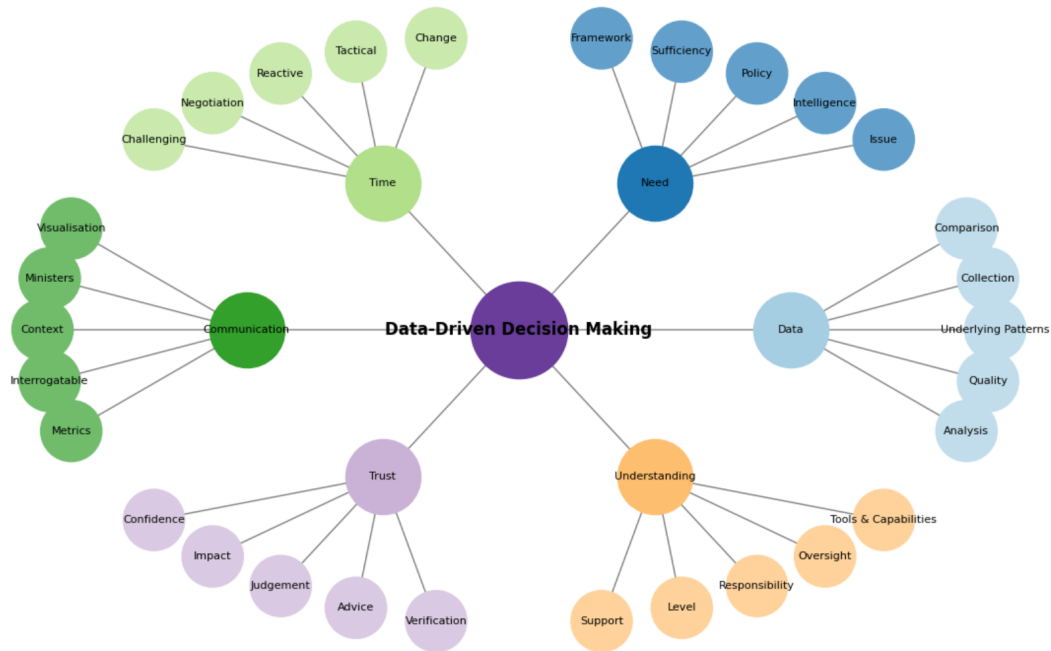 Change
Framework
Tactical
Sufficiency
Reactive
Policy
Negotiation
Intelligence
Challenging
Issue
Time
Need
Visualisation
Comparison
Ministers
Collection
Context
Communication
Data-Driven Decision Making
Data
Underlying Patterns
Interrogatable
Quality
Metrics
Analysis
Trust
Understanding
Confidence
Tools & Capabilities
Impact
Oversight
Judgement
Responsibility
Advice
Level
Verification
Support